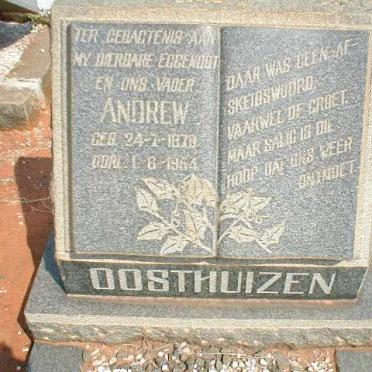 TER GEDAGTENIS AAN
MY DIERBARE EGGENOOT
EN ONS VADER
ANDREW
GEB. 24-7-1879
OORL. 1-6-1954
DAAR WAS GEEN AF-
SKEIDSWOORD,
VAARWEL OF GROET,
MAAR SALIG IS DIE
HOOP DAT ONS WEER
ONTMOET.
OOSTHUIZEN